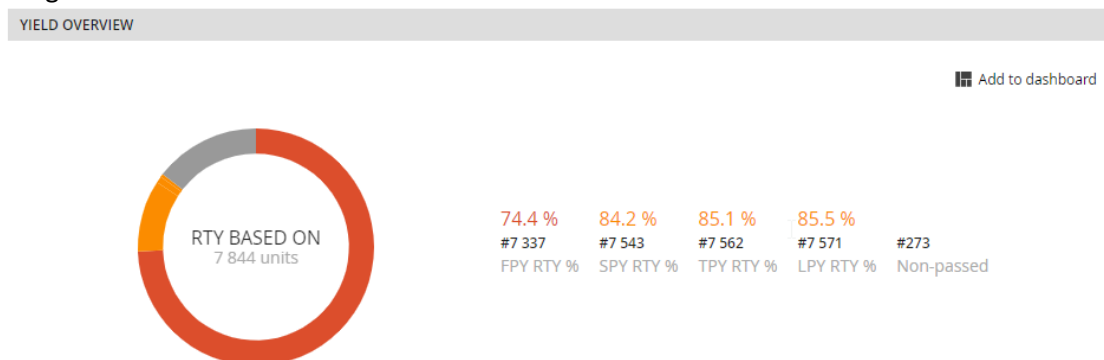 YIELD OVERVIEW
Add to dashboard
RTY BASED ON
7 844 units
74.4 % 84.2 % 85.1 % 85.5 %
#7 337 #7 543 #7 562 #7 571 #273
FPY RTY % SPY RTY % TPY RTY % LPY RTY % Non-passed